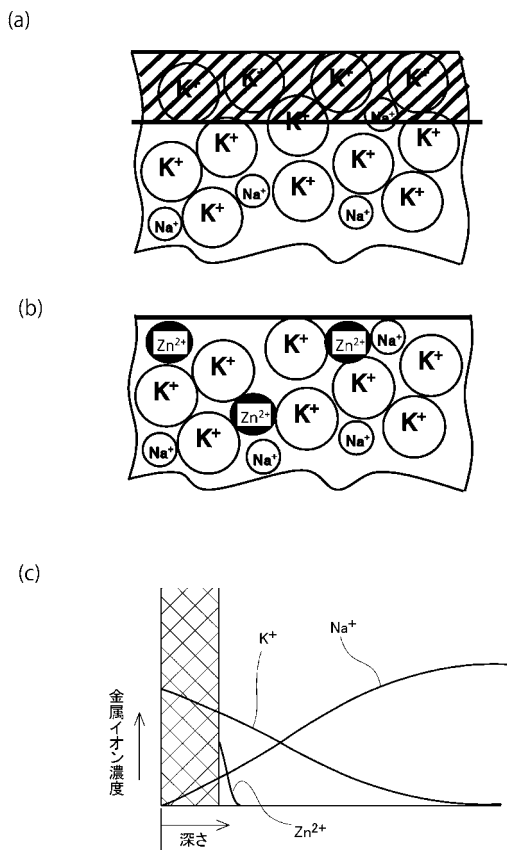 (a)
K⁺ K⁺ K⁺ K⁺
K⁺ Na⁺
K⁺ K⁺
K⁺ K⁺
Na⁺ K⁺ K⁺
Na⁺ K⁺ Na⁺
(b)
Zn²⁺ K⁺ Zn²⁺ Na⁺
K⁺ K⁺
K⁺ K⁺
Zn²⁺ K⁺ K⁺
Na⁺ K⁺ Na⁺ Na⁺
(c)
K⁺ Na⁺
金属イオン濃度
深さ Zn²⁺